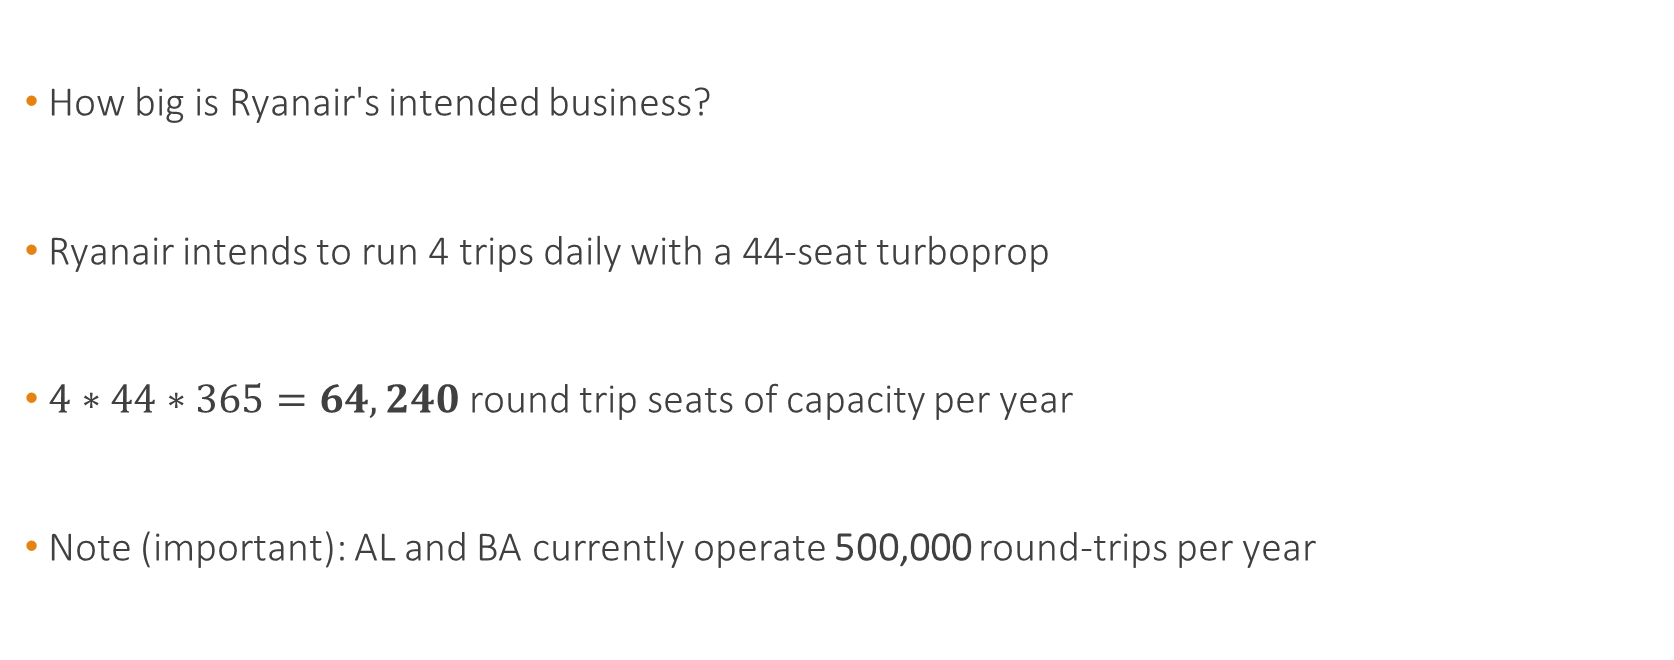 • How big is Ryanair's intended business?
• Ryanair intends to run 4 trips daily with a 44-seat turboprop
• 4 ∗ 44 ∗ 365 = 64, 240 round trip seats of capacity per year
• Note (important): AL and BA currently operate 500,000 round-trips per year